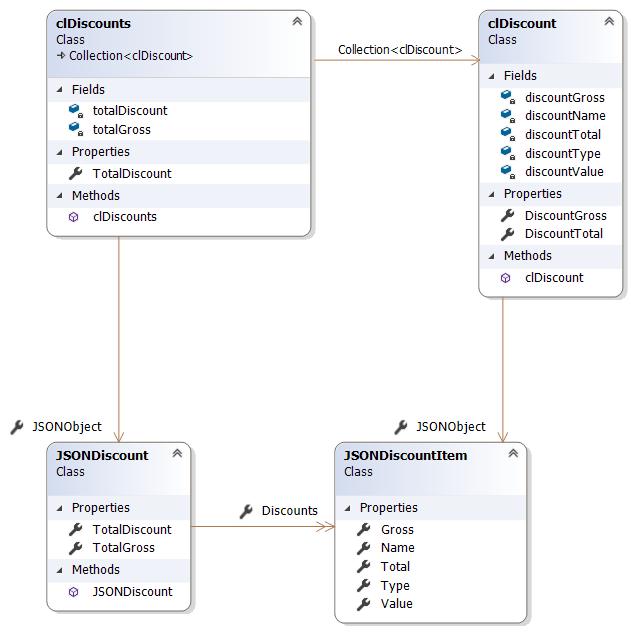 clDiscounts
Class
Collection<clDiscount>
Fields
totalDiscount
totalGross
Properties
TotalDiscount
Methods
clDiscounts
Collection<clDiscount>
clDiscount
Class
Fields
discountGross
discountName
discountTotal
discountType
discountValue
Properties
DiscountGross
DiscountTotal
Methods
clDiscount
JSONObject
JSONDiscount
Class
Properties
TotalDiscount
TotalGross
Methods
JSONDiscount
Discounts
JSONObject
JSONDiscountItem
Class
Properties
Gross
Name
Total
Type
Value